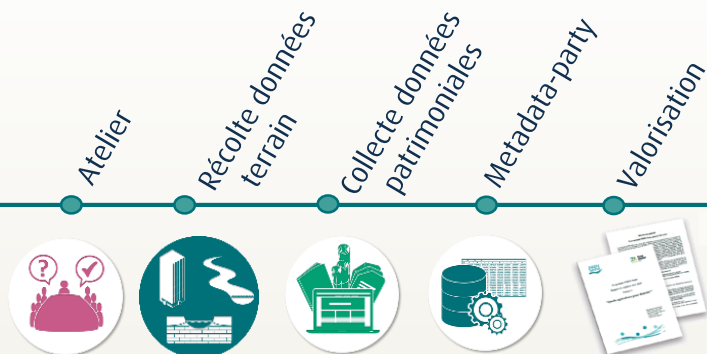 Atelier
Récolte données
terrain
Collecte données
patrimoniales
Metadata-party
Valorisation